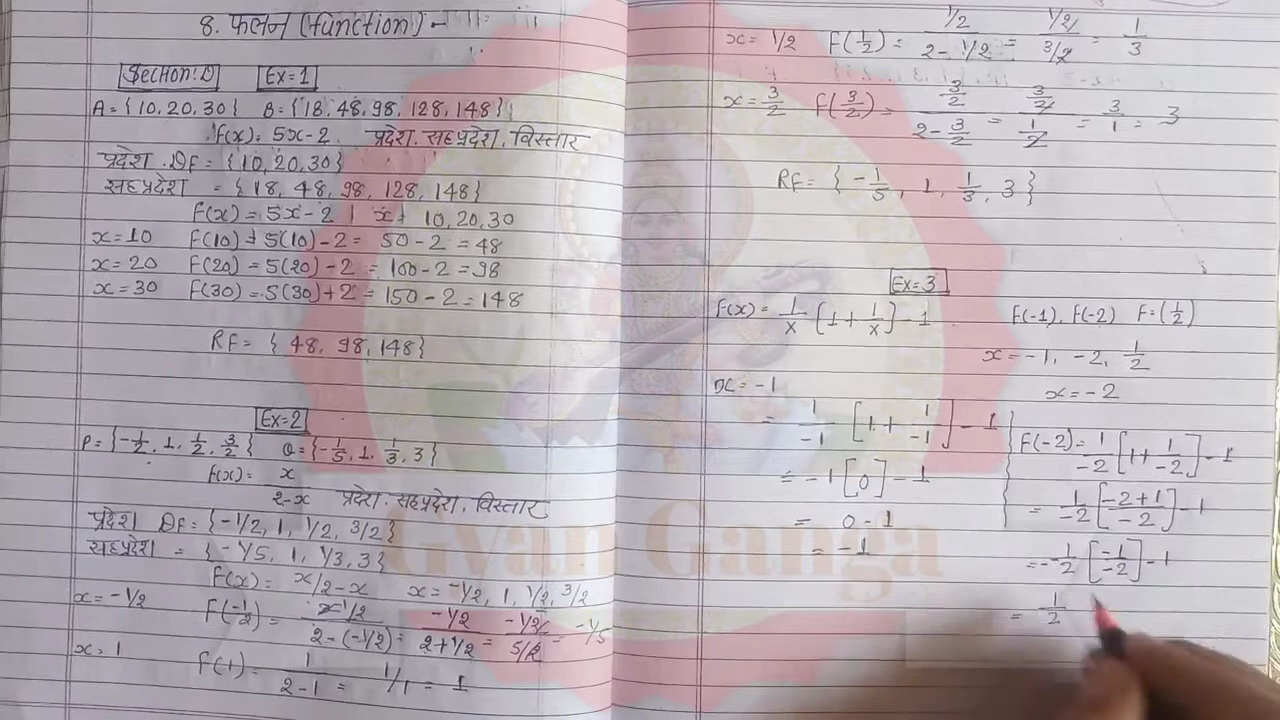 8. फलन (function) -
Section: D Ex=1
A = {10, 20, 30} B = {18, 48, 98, 128, 148}
F(x) = 5x-2 प्रदेश, सहप्रदेश, विस्तार
प्रदेश DF = {10, 20, 30}
सहप्रदेश = {18, 48, 98, 128, 148}
F(x) = 5x-2 | x = 10, 20, 30
x=10 F(10) = 5(10)-2 = 50-2 = 48
x=20 F(20) = 5(20)-2 = 100-2 = 98
x=30 F(30) = 5(30)+2 = 150-2 = 148
RF = {48, 98, 148}
Ex=2
P = {-1/2, 1, 1/2, 3/2} Q = {-1/5, 1, 1/3, 3}
F(x) = x/2-x प्रदेश, सहप्रदेश, विस्तार
प्रदेश DF = {-1/2, 1, 1/2, 3/2}
सहप्रदेश = {-1/5, 1, 1/3, 3}
F(x) = x/2-x x = -1/2, 1, 1/2, 3/2
x = -1/2 F(-1/2) = -1/2 / 2-(-1/2) = -1/2 / 2+1/2 = -1/2 / 5/2 = -1/5
x = 1 F(1) = 1/2-1 = 1/1 = 1
x = 1/2 F(1/2) = 1/2 / 2-1/2 = 1/2 / 3/2 = 1/3
x = 3/2 F(3/2) = 3/2 / 2-3/2 = 3/2 / 1/2 = 3/1 = 3
RF = {-1/5, 1, 1/3, 3}
Ex=3
F(x) = 1/x [1+1/x]-1 F(-1), F(-2) F=(1/2)
x = -1, -2, 1/2
x = -1
= 1/-1 [1+1/-1]-1
= -1[0]-1
= 0-1
= -1
x = -2
F(-2) = 1/-2 [1+1/-2]-1
= 1/-2 [-2+1/-2]-1
= -1/2 [-1/-2]-1
= -1/2
Gyan Ganga